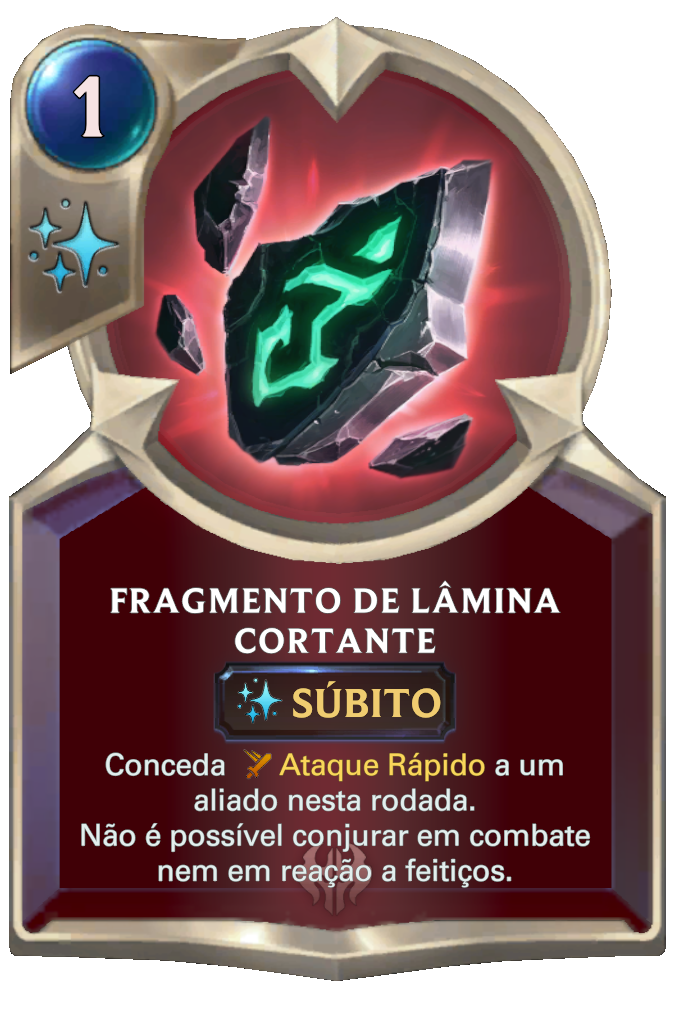 1
FRAGMENTO DE LÂMINA
CORTANTE
SÚBITO
Conceda Ataque Rápido a um
aliado nesta rodada.
Não é possível conjurar em combate
nem em reação a feitiços.